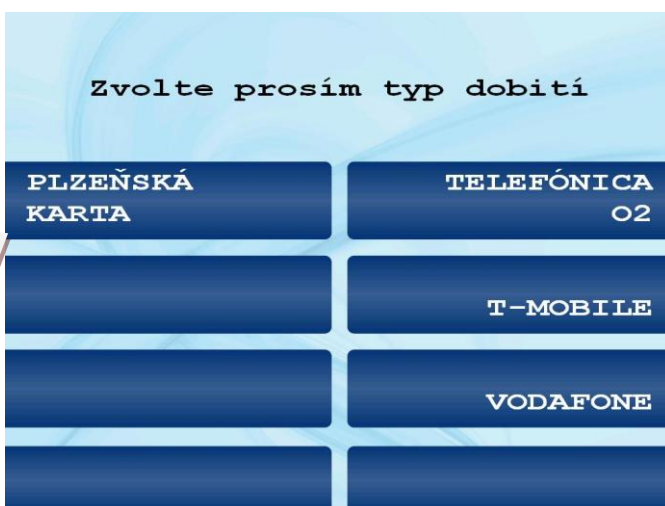 Zvolte prosím typ dobití
PLZEŇSKÁ
KARTA
TELEFÓNICA
O2
T-MOBILE
VODAFONE